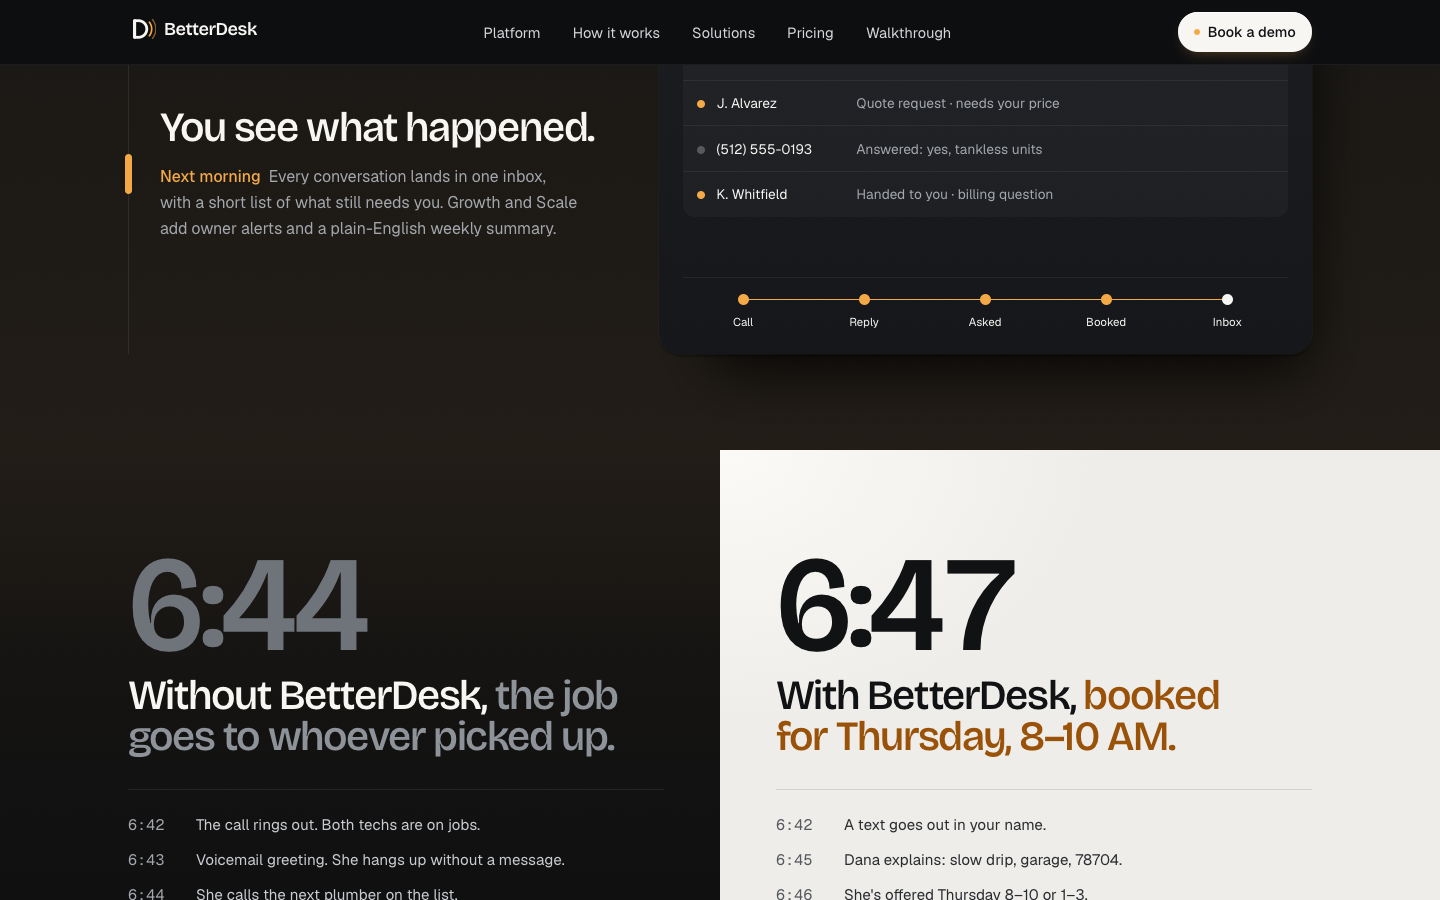 BetterDesk
Platform
How it works
Solutions
Pricing
Walkthrough
Book a demo
You see what happened.
Next morning Every conversation lands in one inbox,
with a short list of what still needs you. Growth and Scale
add owner alerts and a plain-English weekly summary.
J. Alvarez
Quote request · needs your price
(512) 555-0193
Answered: yes, tankless units
K. Whitfield
Handed to you · billing question
Call
Reply
Asked
Booked
Inbox
6:44
Without BetterDesk, the job
goes to whoever picked up.
6:42 The call rings out. Both techs are on jobs.
6:43 Voicemail greeting. She hangs up without a message.
6:44 She calls the next plumber on the list.
6:47
With BetterDesk, booked
for Thursday, 8–10 AM.
6:42 A text goes out in your name.
6:45 Dana explains: slow drip, garage, 78704.
6:46 She's offered Thursday 8–10 or 1–3.